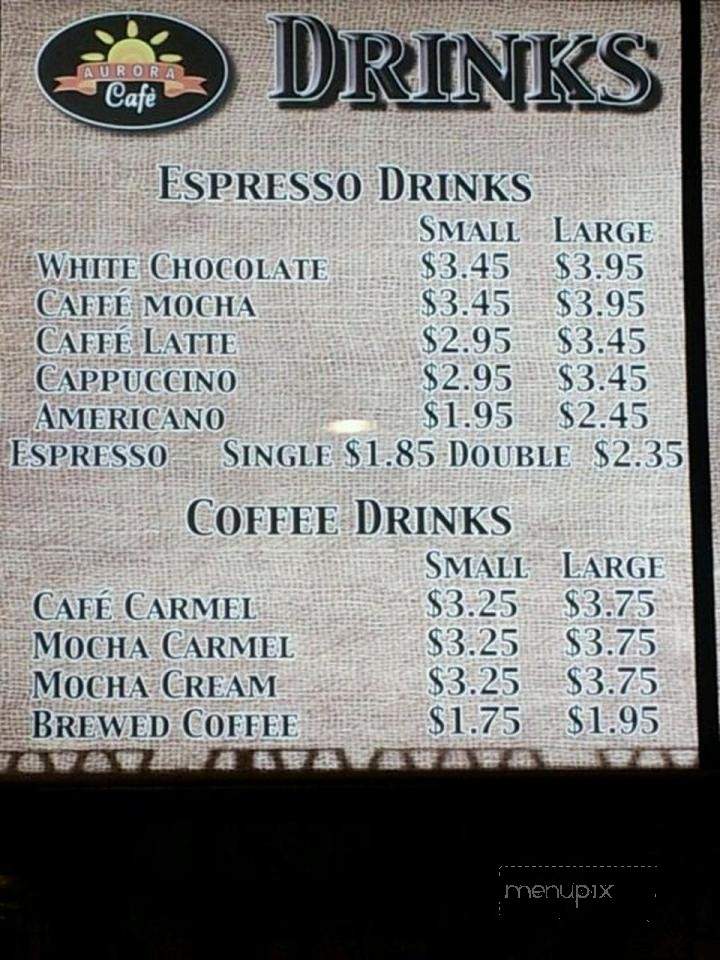 AURORA
Cafè
DRINKS
ESPRESSO DRINKS
SMALL LARGE
WHITE CHOCOLATE $3.45 $3.95
CAFFÉ MOCHA $3.45 $3.95
CAFFÉ LATTE $2.95 $3.45
CAPPUCCINO $2.95 $3.45
AMERICANO $1.95 $2.45
ESPRESSO SINGLE $1.85 DOUBLE $2.35
COFFEE DRINKS
SMALL LARGE
CAFÉ CARMEL $3.25 $3.75
MOCHA CARMEL $3.25 $3.75
MOCHA CREAM $3.25 $3.75
BREWED COFFEE $1.75 $1.95
menupix